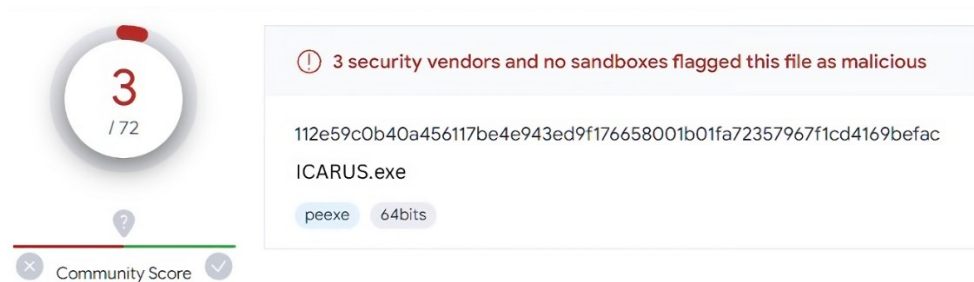 3
/ 72
?
Community Score
3 security vendors and no sandboxes flagged this file as malicious
112e59c0b40a456117be4e943ed9f176658001b01fa72357967f1cd4169befac
ICARUS.exe
peexe 64bits